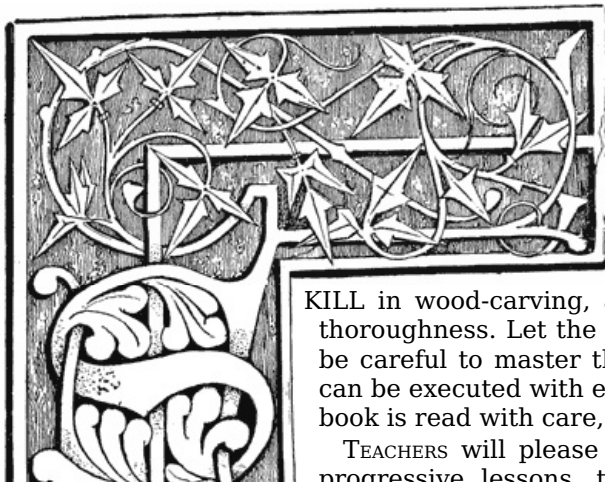 S
KILL in wood-carving,
thoroughness. Let the
be careful to master
can be executed with
book is read with care,
TEACHERS will please
progressive lessons,